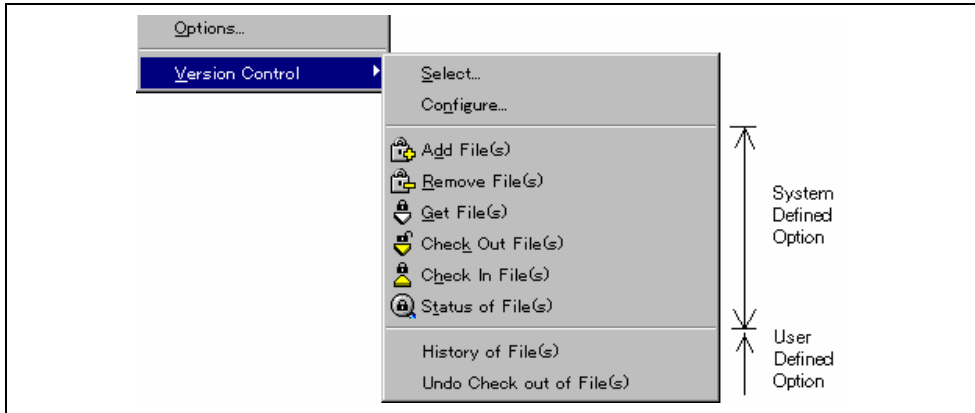 Options...
Version Control
Select...
Configure...
Add File(s)
Remove File(s)
Get File(s)
Check Out File(s)
Check In File(s)
Status of File(s)
History of File(s)
Undo Check out of File(s)
System
Defined
Option
User
Defined
Option